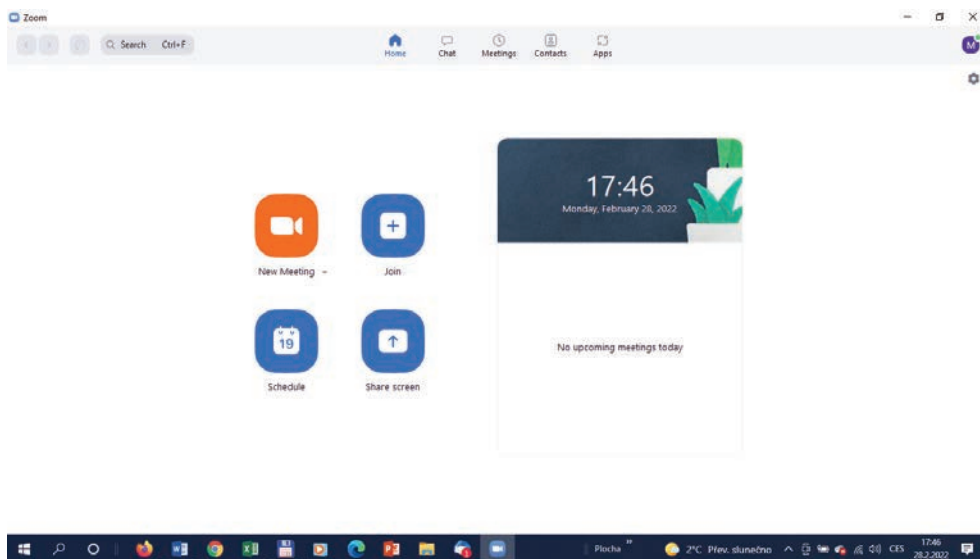 Zoom
Search Ctrl+F
Home
Chat
Meetings
Contacts
Apps
M
17:46
Monday, February 28, 2022
New Meeting
Join
19
Schedule
Share screen
No upcoming meetings today
Plocha
2°C Přev. slunečno
CES
17:46
28.2.2022